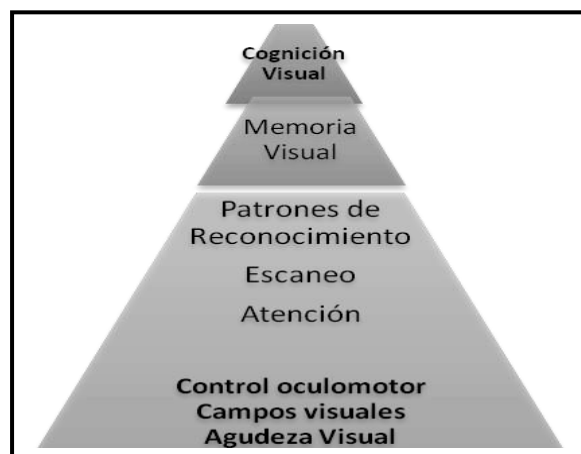 Cognición
Visual
Memoria
Visual
Patrones de
Reconocimiento
Escaneo
Atención
Control oculomotor
Campos visuales
Agudeza Visual